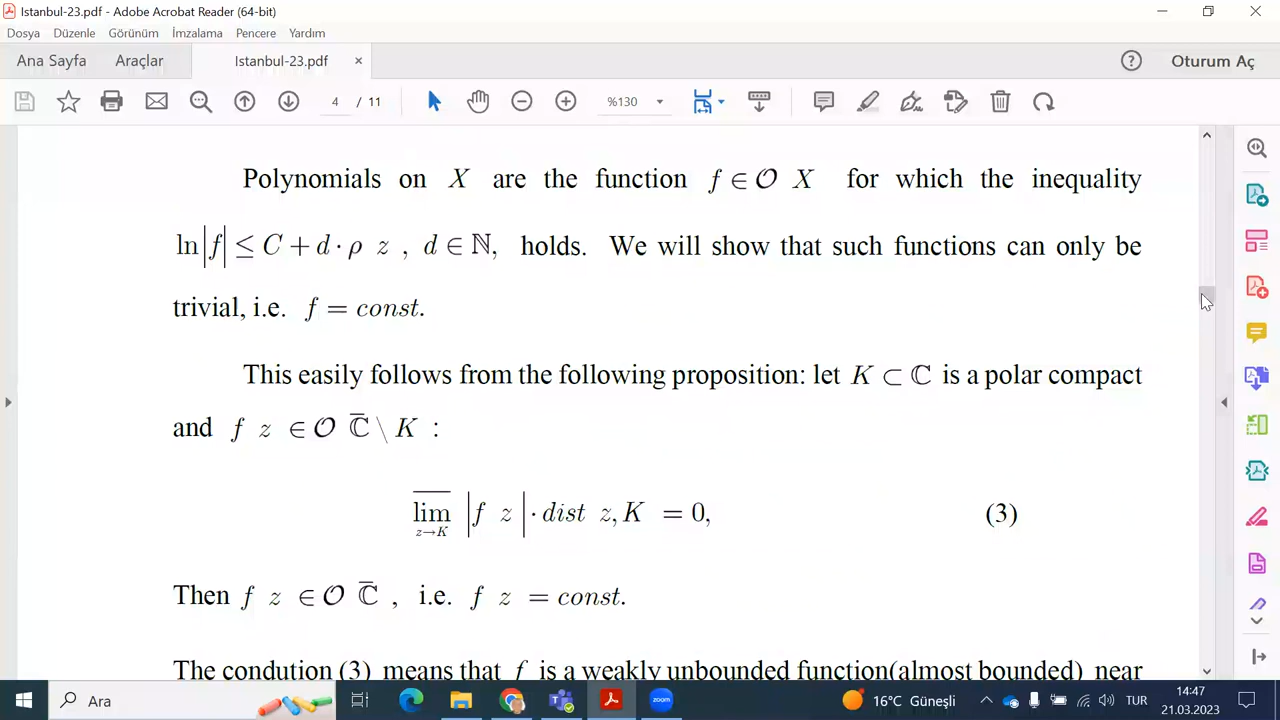 Istanbul-23.pdf - Adobe Acrobat Reader (64-bit)
Dosya Düzenle Görünüm İmzalama Pencere Yardım
Ana Sayfa Araçlar Istanbul-23.pdf × Oturum Aç
4 / 11 %130
Polynomials on X are the function f ∈ 𝒪 X for which the inequality
ln|f| ≤ C + d · ρ z , d ∈ ℕ, holds. We will show that such functions can only be
trivial, i.e. f = const.
This easily follows from the following proposition: let K ⊂ ℂ is a polar compact
and f z ∈ 𝒪 ℂ̅ \ K :
l̅i̅m̅ |f z| · dist z, K = 0, (3)
z→K
Then f z ∈ 𝒪 ℂ̅ , i.e. f z = const.
The condution (3) means that f is a weakly unbounded function(almost bounded) near
Ara zoom 16°C Güneşli TUR 14:47
21.03.2023